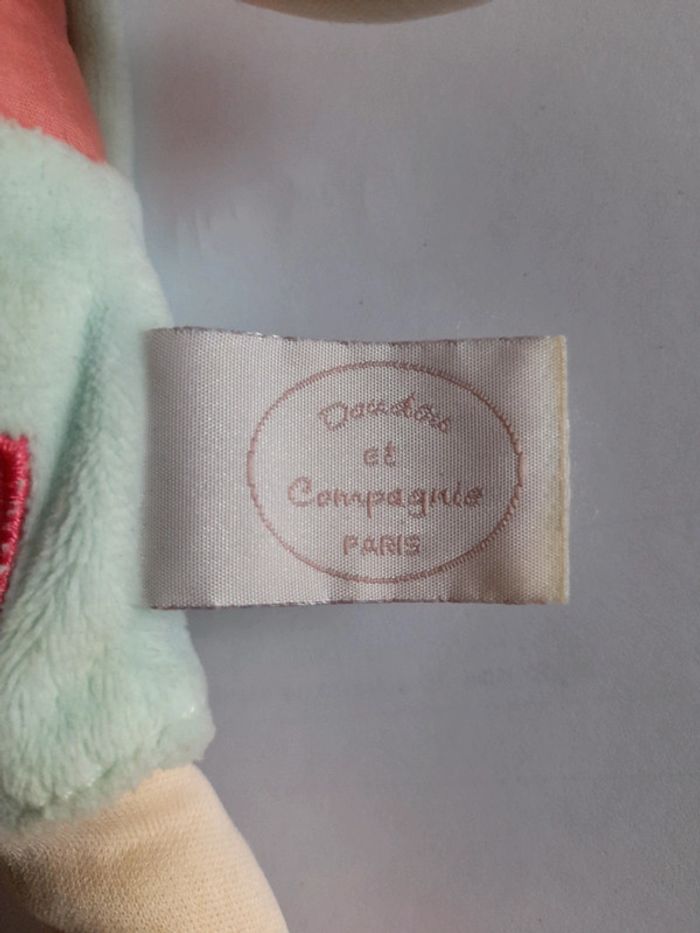 Doudou
et
Compagnie
PARIS